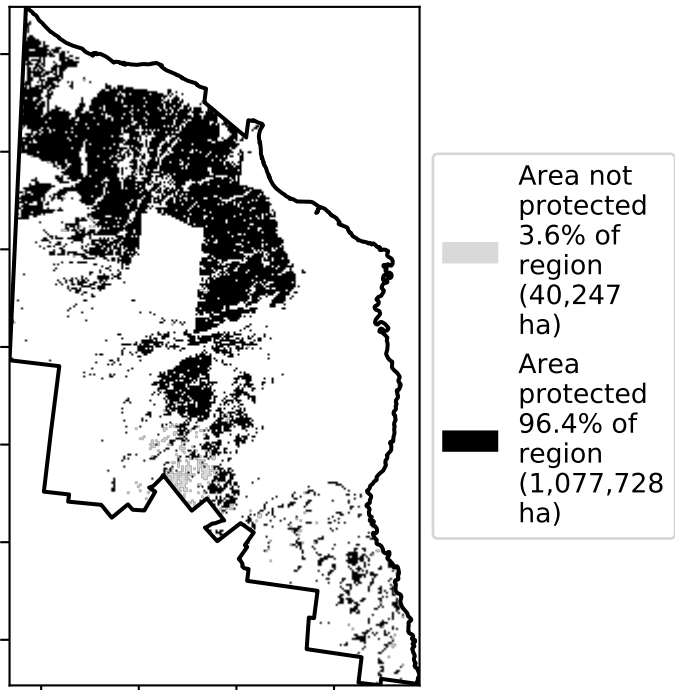 Area not
protected
3.6% of
region
(40,247
ha)
Area
protected
96.4% of
region
(1,077,728
ha)